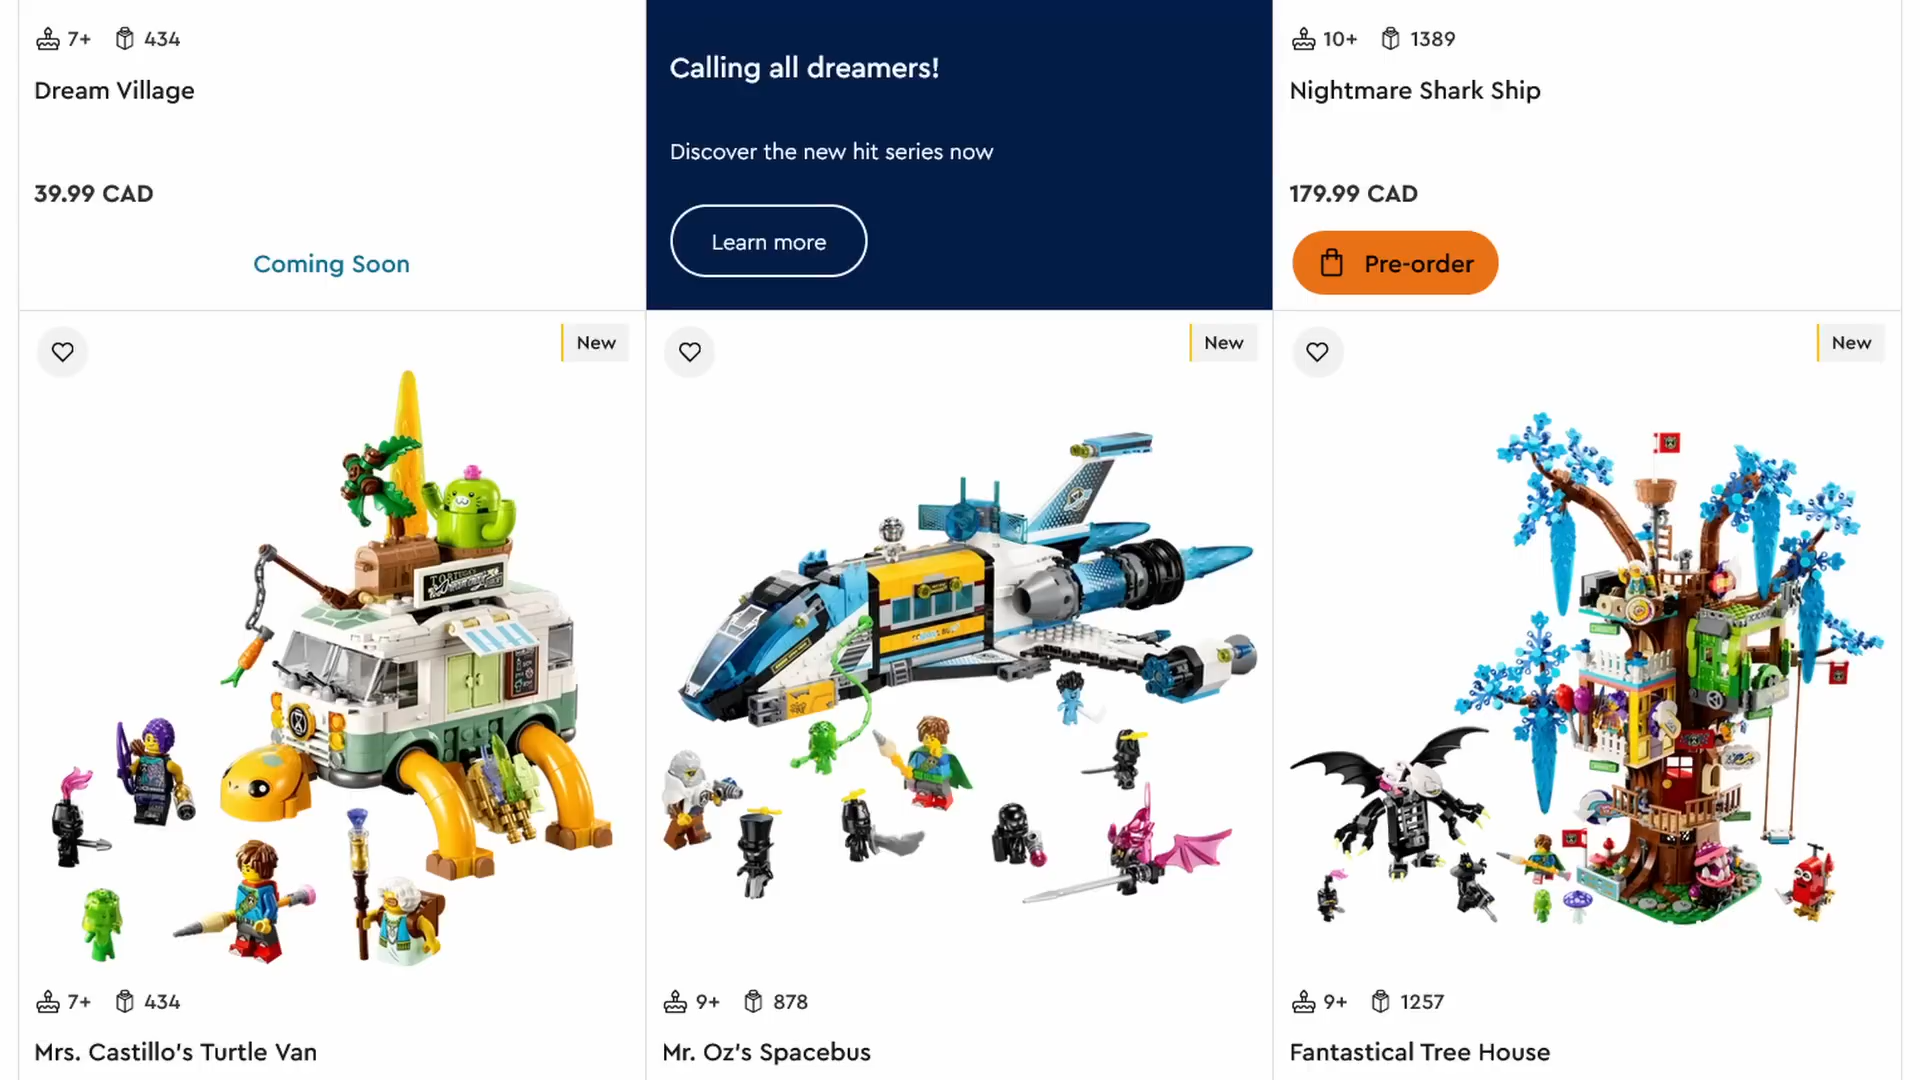 7+ 434
Dream Village
39.99 CAD
Coming Soon
Calling all dreamers!
Discover the new hit series now
Learn more
10+ 1389
Nightmare Shark Ship
179.99 CAD
Pre-order
New
TORTUGA'S
7+ 434
Mrs. Castillo's Turtle Van
New
9+ 878
Mr. Oz's Spacebus
New
9+ 1257
Fantastical Tree House